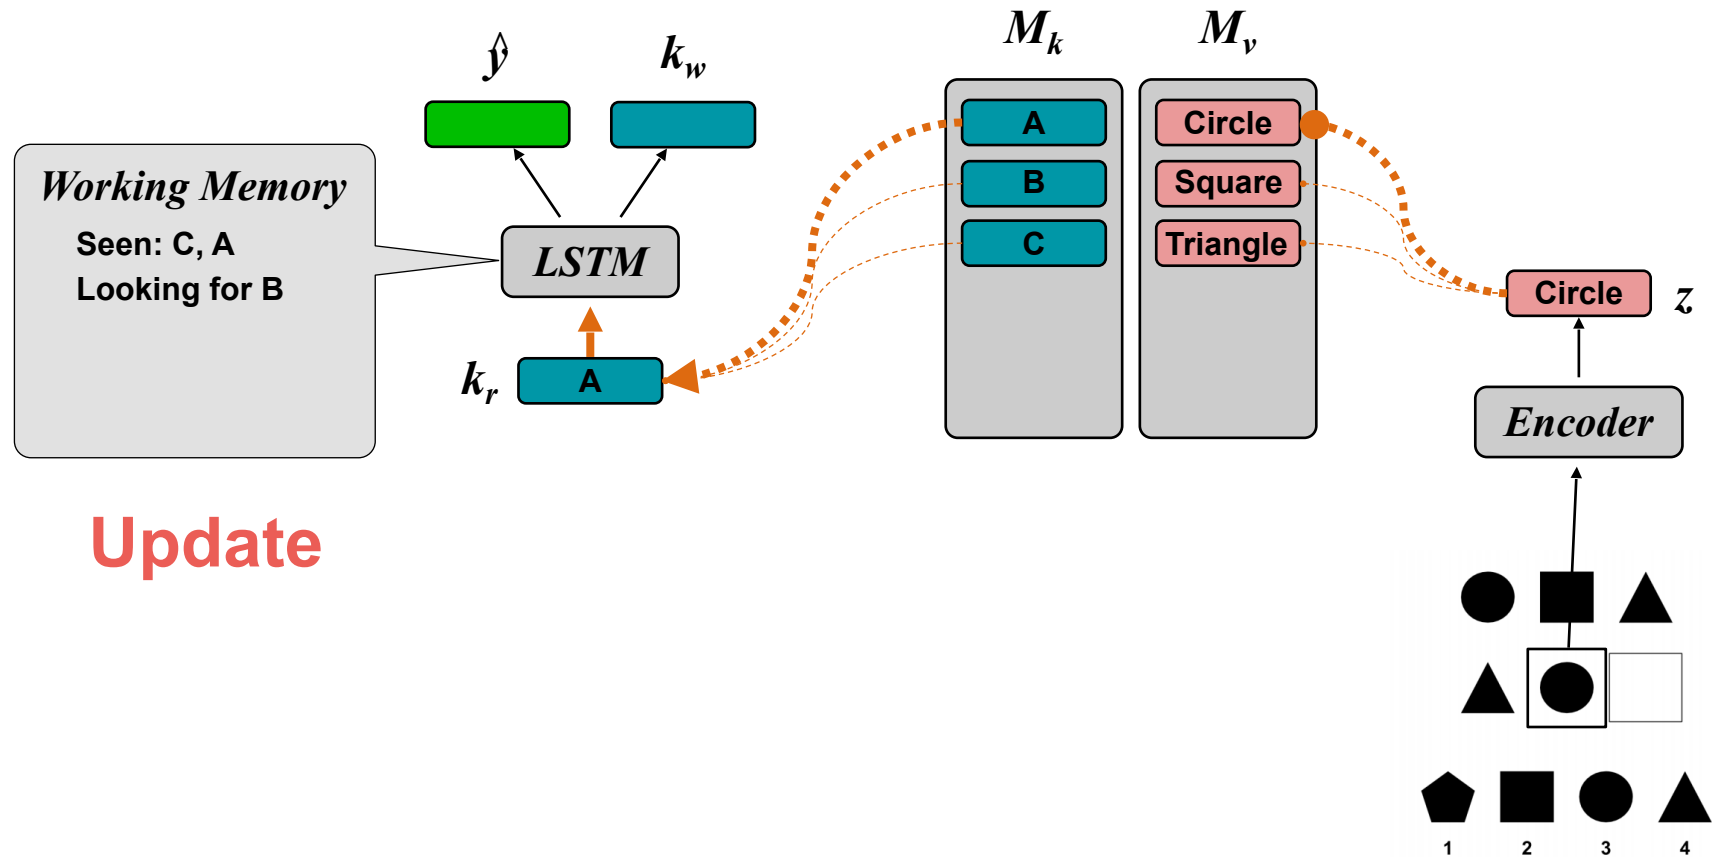 ŷ
k_w
M_k
M_v
Working Memory
Seen: C, A
Looking for B
LSTM
k_r
A
A
B
C
Circle
Square
Triangle
Circle
z
Encoder
Update
1 2 3 4